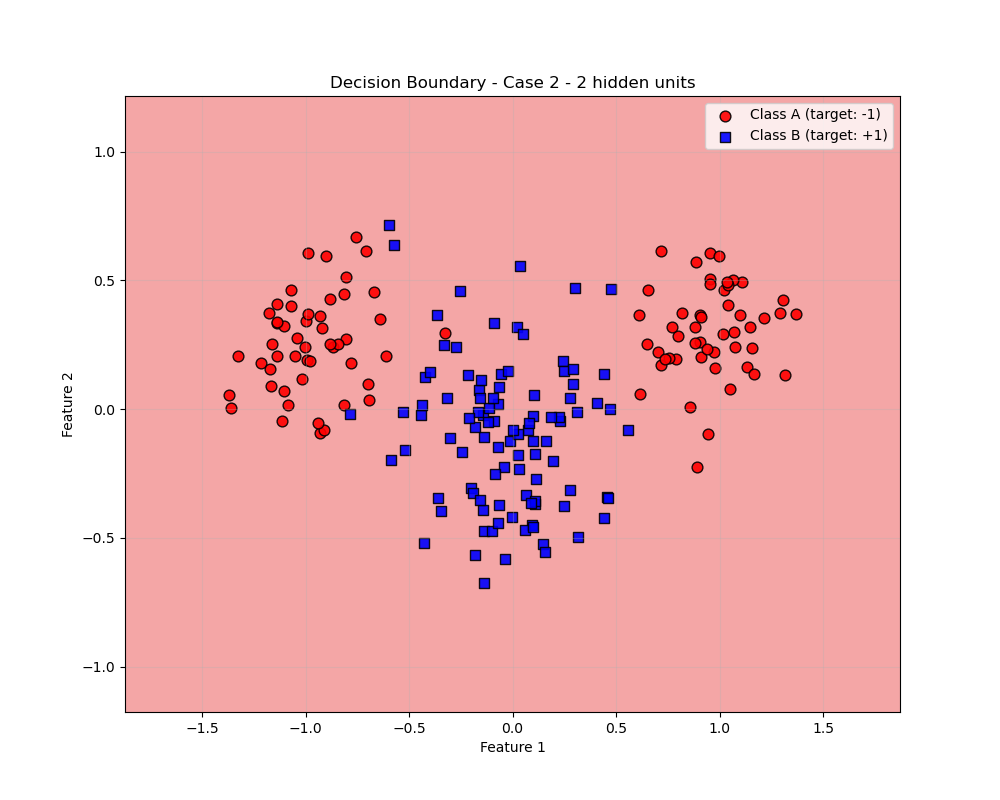 Decision Boundary - Case 2 - 2 hidden units
Class A (target: -1)
Class B (target: +1)
1.0
0.5
0.0
−0.5
−1.0
Feature 2
−1.5
−1.0
−0.5
0.0
0.5
1.0
1.5
Feature 1